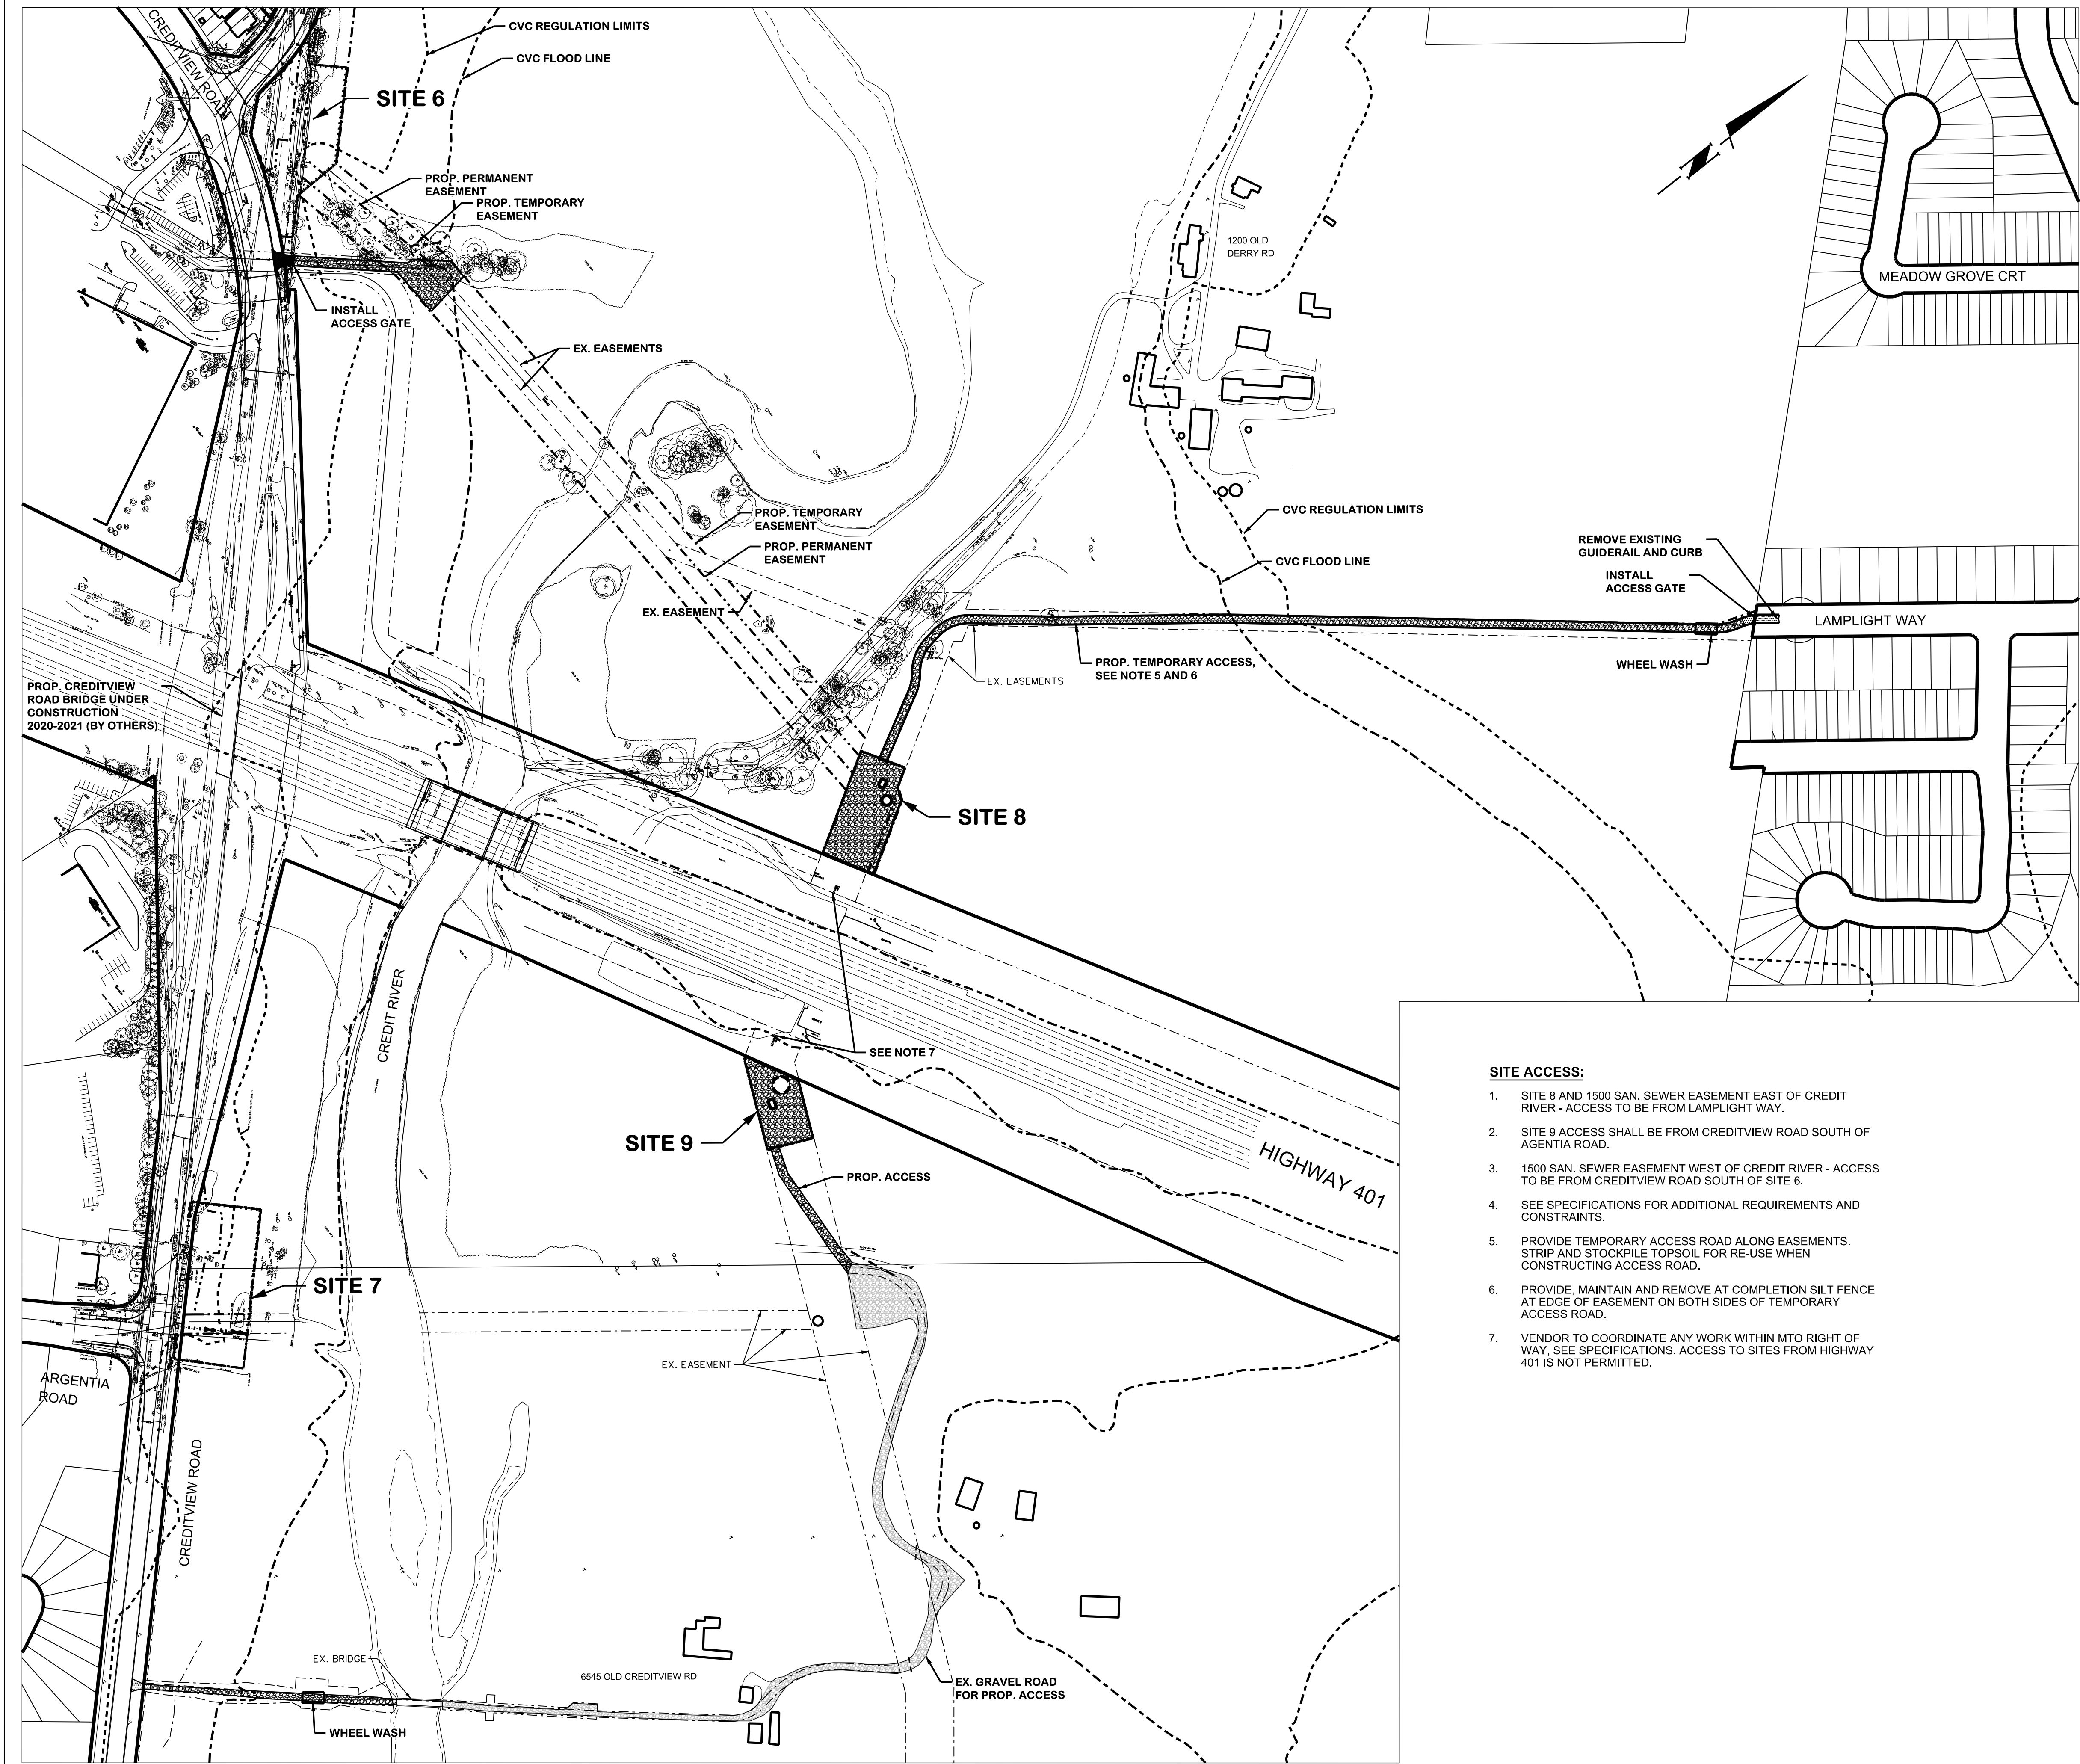 CVC REGULATION LIMITS
CVC FLOOD LINE
CREDITVIEW ROAD
SITE 6
PROP. PERMANENT
EASEMENT
PROP. TEMPORARY
EASEMENT
INSTALL
ACCESS GATE
EX. EASEMENTS
1200 OLD
DERRY RD
N
MEADOW GROVE CRT
PROP. TEMPORARY
EASEMENT
PROP. PERMANENT
EASEMENT
EX. EASEMENT
CVC REGULATION LIMITS
CVC FLOOD LINE
REMOVE EXISTING
GUIDERAIL AND CURB
INSTALL
ACCESS GATE
LAMPLIGHT WAY
WHEEL WASH
PROP. TEMPORARY ACCESS,
SEE NOTE 5 AND 6
EX. EASEMENTS
PROP. CREDITVIEW
ROAD BRIDGE UNDER
CONSTRUCTION
2020-2021 (BY OTHERS)
SITE 8
CREDIT RIVER
SEE NOTE 7
SITE 9
HIGHWAY 401
PROP. ACCESS
SITE 7
EX. EASEMENT
ARGENTIA
ROAD
CREDITVIEW ROAD
EX. BRIDGE
6545 OLD CREDITVIEW RD
EX. GRAVEL ROAD
FOR PROP. ACCESS
WHEEL WASH
SITE ACCESS:
1. SITE 8 AND 1500 SAN. SEWER EASEMENT EAST OF CREDIT
RIVER - ACCESS TO BE FROM LAMPLIGHT WAY.
2. SITE 9 ACCESS SHALL BE FROM CREDITVIEW ROAD SOUTH OF
AGENTIA ROAD.
3. 1500 SAN. SEWER EASEMENT WEST OF CREDIT RIVER - ACCESS
TO BE FROM CREDITVIEW ROAD SOUTH OF SITE 6.
4. SEE SPECIFICATIONS FOR ADDITIONAL REQUIREMENTS AND
CONSTRAINTS.
5. PROVIDE TEMPORARY ACCESS ROAD ALONG EASEMENTS.
STRIP AND STOCKPILE TOPSOIL FOR RE-USE WHEN
CONSTRUCTING ACCESS ROAD.
6. PROVIDE, MAINTAIN AND REMOVE AT COMPLETION SILT FENCE
AT EDGE OF EASEMENT ON BOTH SIDES OF TEMPORARY
ACCESS ROAD.
7. VENDOR TO COORDINATE ANY WORK WITHIN MTO RIGHT OF
WAY, SEE SPECIFICATIONS. ACCESS TO SITES FROM HIGHWAY
401 IS NOT PERMITTED.